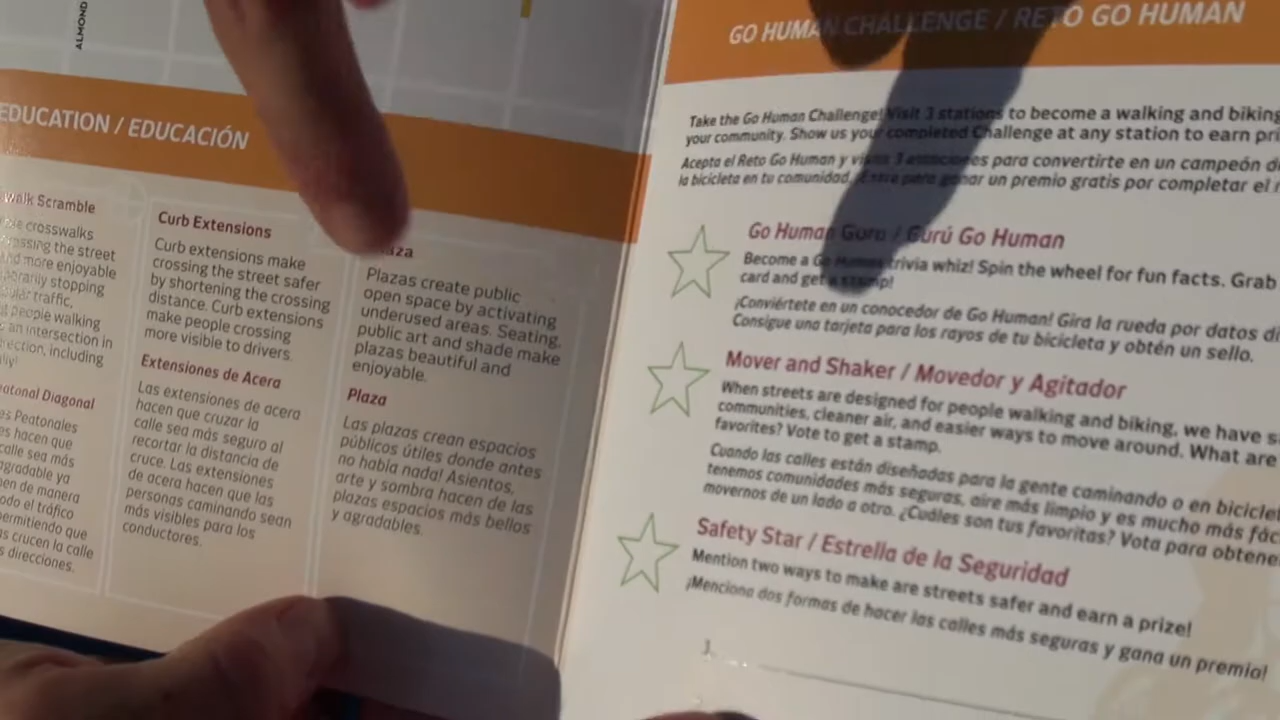 ALMOND
EDUCATION / EDUCACIÓN
walk Scramble
crosswalks
crossing the street
and more enjoyable
stopping
traffic,
people walking
an intersection in
direction, including
Peatonal Diagonal
Peatonales
hacen que
calle sea más
agradable ya
de manera
todo el tráfico
permitiendo que
crucen la calle
direcciones.
Curb Extensions
Curb extensions make
crossing the street safer
by shortening the crossing
distance. Curb extensions
make people crossing
more visible to drivers.
Extensiones de Acera
Las extensiones de acera
hacen que cruzar la
calle sea más seguro al
recortar la distancia de
cruce. Las extensiones
de acera hacen que las
personas caminando sean
más visibles para los
conductores.
Plaza
Plazas create public
open space by activating
underused areas. Seating,
public art and shade make
plazas beautiful and
enjoyable.
Plaza
Las plazas crean espacios
públicos útiles donde antes
no había nada! Asientos,
arte y sombra hacen de las
plazas espacios más bellos
y agradables.
GO HUMAN CHALLENGE / RETO GO HUMAN
Take the Go Human Challenge! Visit 3 stations to become a walking and biking
your community. Show us your completed Challenge at any station to earn
Acepta el Reto Go Human y visita 3 estaciones para convertirte en un campeón
la bicicleta en tu comunidad. para ganar un premio gratis por completar el
Go Human Guru / Gurú Go Human
Become a Go Human trivia whiz! Spin the wheel for fun facts. Grab
card and get a stamp!
¡Conviértete en un conocedor de Go Human! Gira la rueda por datos
Consigue una tarjeta para los rayos de tu bicicleta y obtén un sello.
Mover and Shaker / Movedor y Agitador
When streets are designed for people walking and biking, we have
communities, cleaner air, and easier ways to move around. What are
favorites? Vote to get a stamp.
Cuando las calles están diseñadas para la gente caminando o en
tenemos comunidades más seguras, aire más limpio y es mucho más
movernos de un lado a otro. ¿Cuáles son tus favoritas? Vota para
Safety Star / Estrella de la Seguridad
Mention two ways to make are streets safer and earn a prize!
¡Menciona dos formas de hacer las calles más seguras y gana un premio!